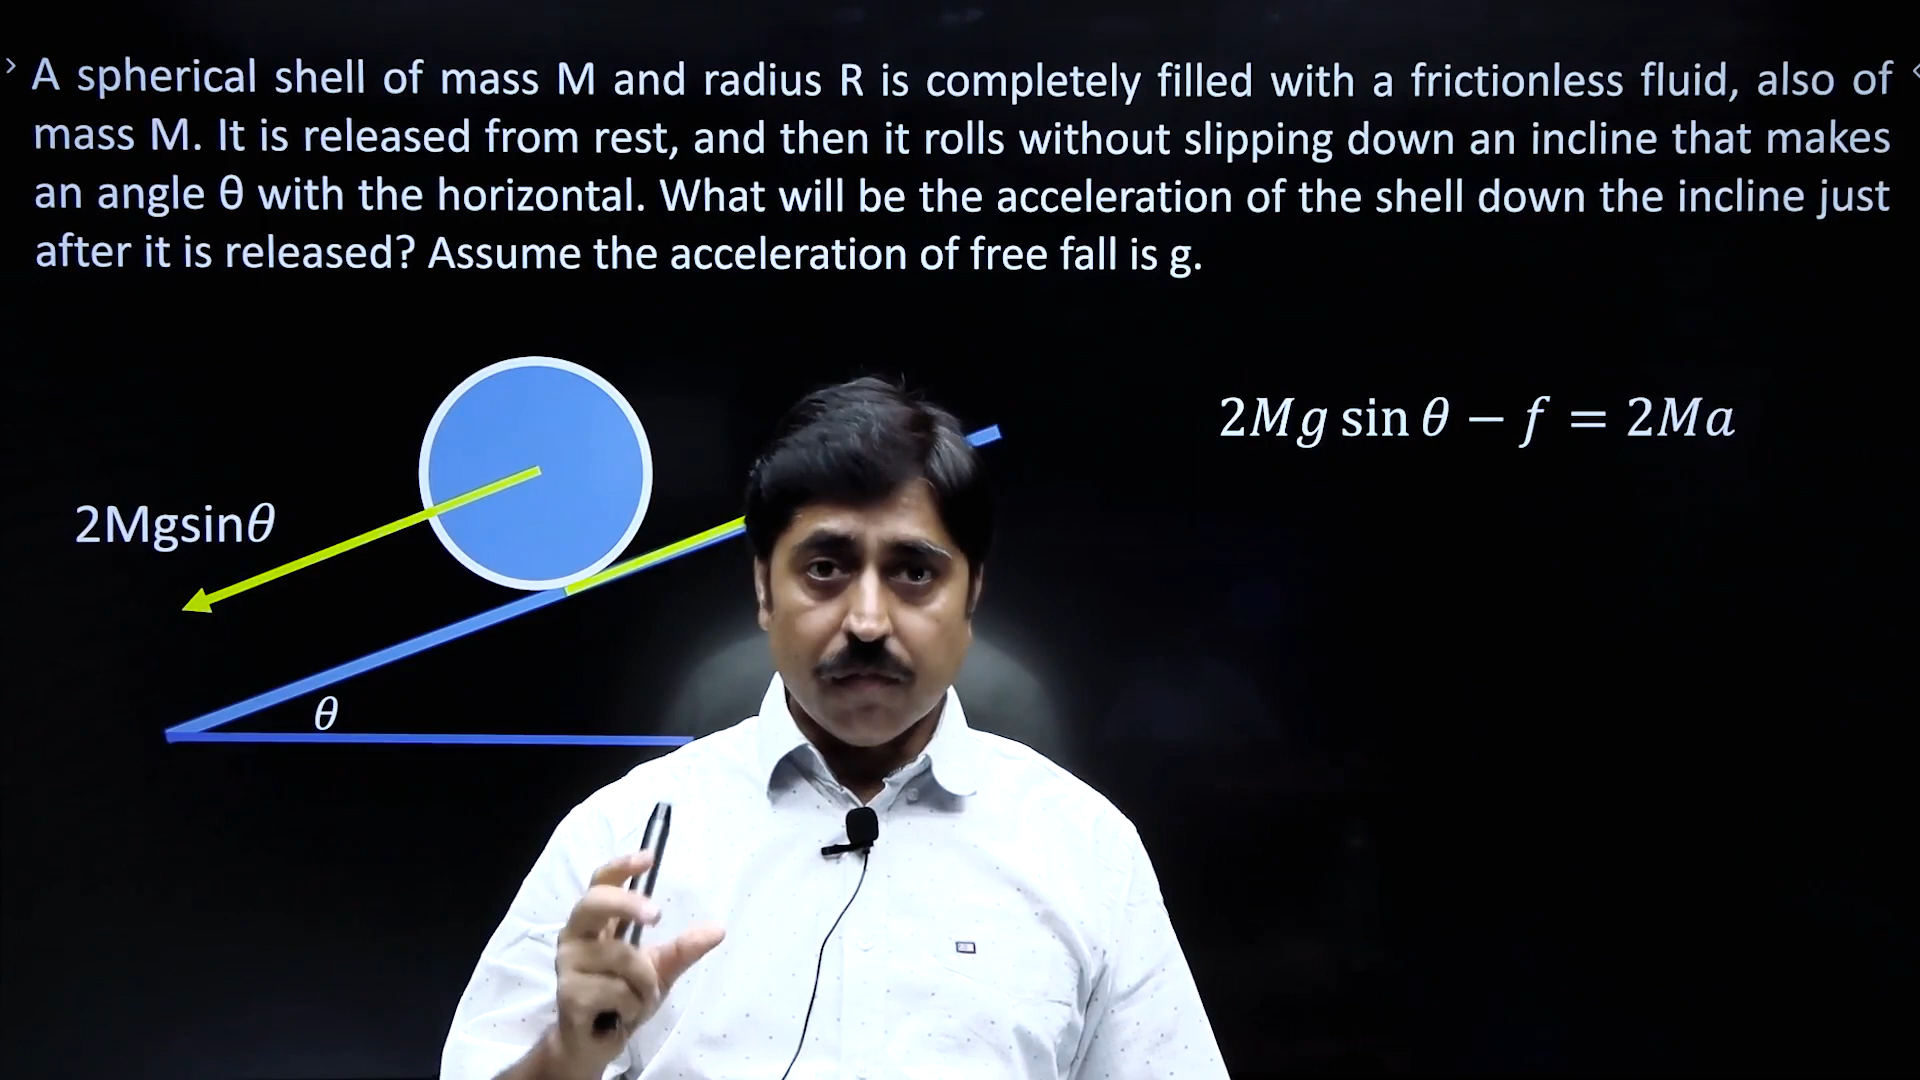 A spherical shell of mass M and radius R is completely filled with a frictionless fluid, also of
mass M. It is released from rest, and then it rolls without slipping down an incline that makes
an angle θ with the horizontal. What will be the acceleration of the shell down the incline just
after it is released? Assume the acceleration of free fall is g.
2Mg sin θ − f = 2Ma
2Mgsinθ
θ